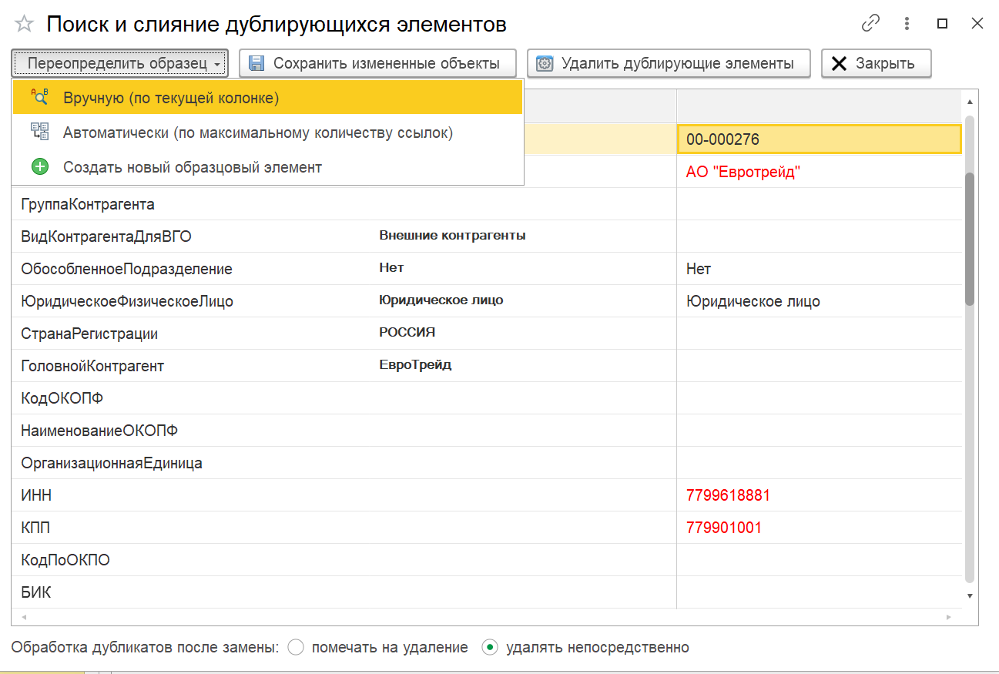 Поиск и слияние дублирующихся элементов
Переопределить образец Сохранить измененные объекты Удалить дублирующие элементы Закрыть
Вручную (по текущей колонке)
Автоматически (по максимальному количеству ссылок)
Создать новый образцовый элемент
00-000276
АО "Евротрейд"
ГруппаКонтрагента
ВидКонтрагентаДляВГО Внешние контрагенты
ОбособленноеПодразделение Нет Нет
ЮридическоеФизическоеЛицо Юридическое лицо Юридическое лицо
СтранаРегистрации РОССИЯ
ГоловнойКонтрагент ЕвроТрейд
КодОКОПФ
НаименованиеОКОПФ
ОрганизационнаяЕдиница
ИНН 7799618881
КПП 779901001
КодПоОКПО
БИК
Обработка дубликатов после замены: помечать на удаление удалять непосредственно